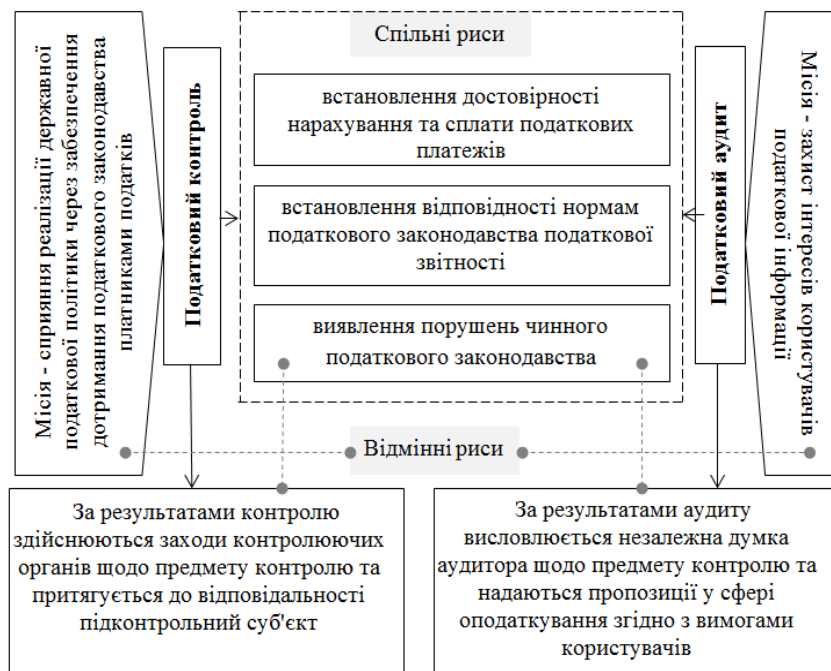 Місія - сприяння реалізації державної
податкової політики через забезпечення
дотримання податкового законодавства
платниками податків
Податковий контроль
Спільні риси
встановлення достовірності
нарахування та сплати податкових
платежів
встановлення відповідності нормам
податкового законодавства податкової
звітності
виявлення порушень чинного
податкового законодавства
Податковий аудит
Місія - захист інтересів користувачів
податкової інформації
Відмінні риси
За результатами контролю
здійснюються заходи контролюючих
органів щодо предмету контролю та
притягується до відповідальності
підконтрольний суб'єкт
За результатами аудиту
висловлюється незалежна думка
аудитора щодо предмету контролю та
надаються пропозиції у сфері
оподаткування згідно з вимогами
користувачів